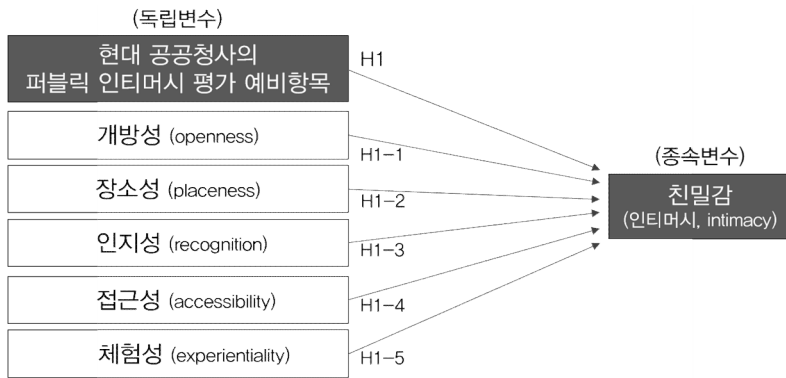 (독립변수)
현대 공공청사의
퍼블릭 인티머시 평가 예비항목
H1
개방성 (openness)
H1-1
장소성 (placeness)
H1-2
인지성 (recognition)
H1-3
접근성 (accessibility)
H1-4
체험성 (experientiality)
H1-5
(종속변수)
친밀감
(인티머시, intimacy)